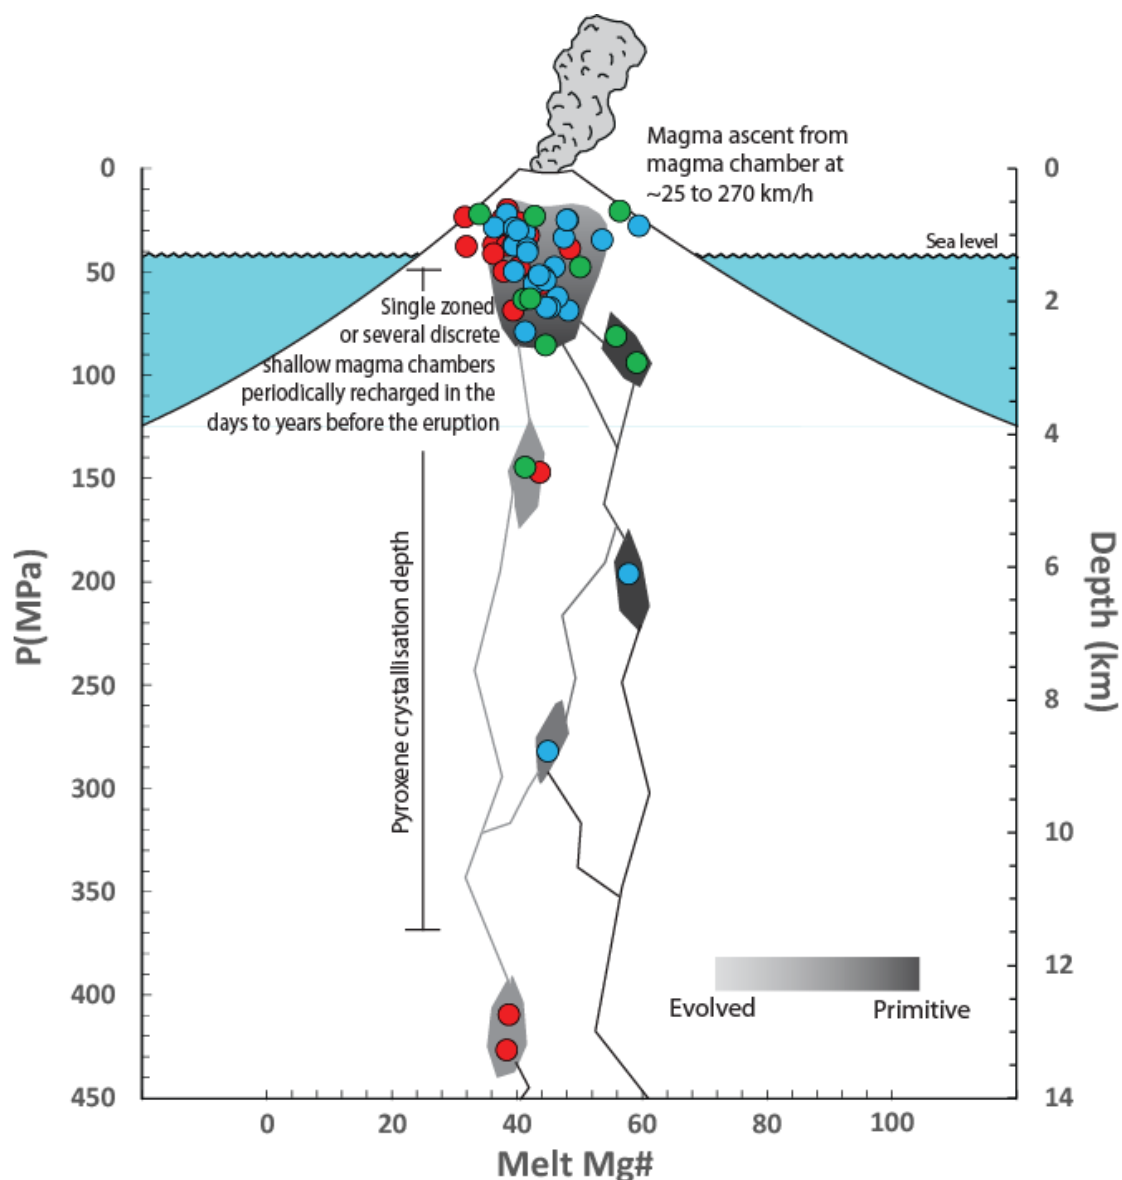 Magma ascent from
magma chamber at
~25 to 270 km/h
0
0
Sea level
50
2
Single zoned
or several discrete
shallow magma chambers
periodically recharged in the
days to years before the eruption
100
4
150
200
6
250
8
300
10
350
400
12
450
14
P(MPa)
Depth (km)
Pyroxene crystallisation depth
Evolved
Primitive
0
20
40
60
80
100
Melt Mg#